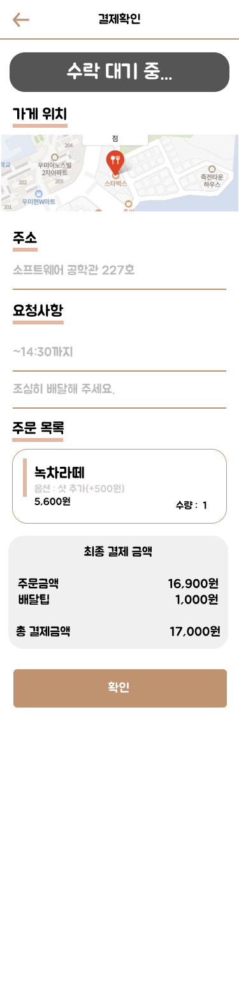 결제확인
수락 대기 중...
가게 위치
점
204
학교
우미이노스빌
2차아파트
202
203
스타벅스
죽전타운
하우스
우미현W마트
201
주소
소프트웨어 공학관 227호
요청사항
~14:30까지
조심히 배달해 주세요.
주문 목록
녹차라떼
옵션 : 샷 추가(+500원)
5,600원
수량 : 1
최종 결제 금액
주문금액 16,900원
배달팁 1,000원
총 결제금액 17,000원
확인